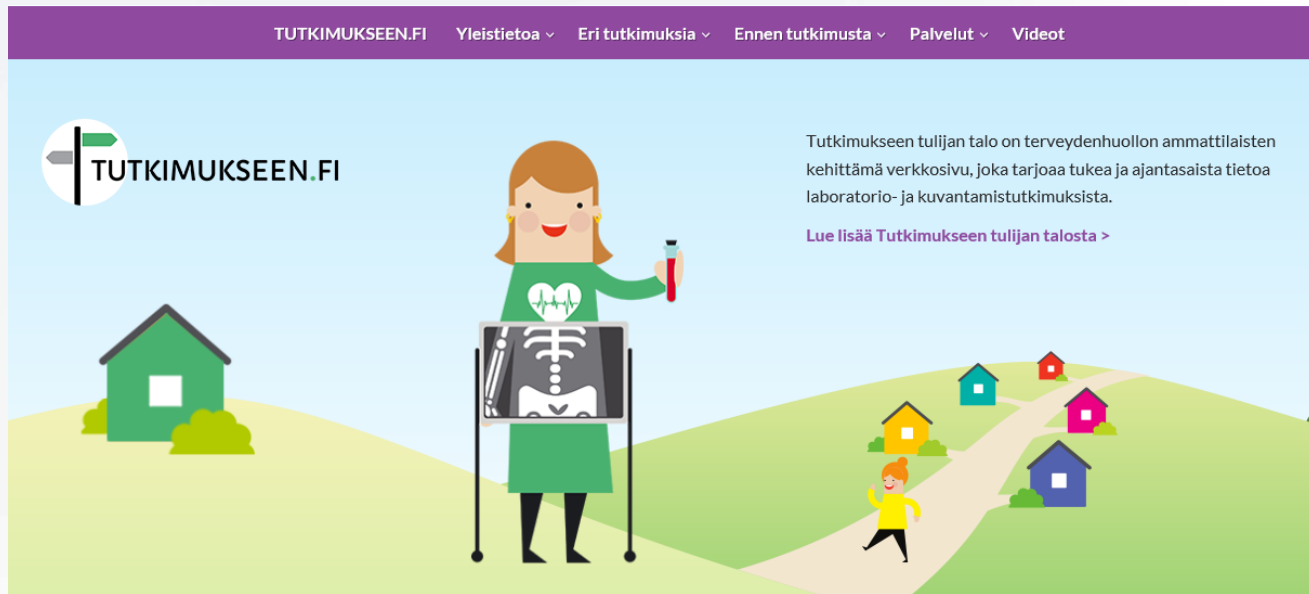 TUTKIMUKSEEN.FI Yleistietoa Eri tutkimuksia Ennen tutkimusta Palvelut Videot
TUTKIMUKSEEN.FI
Tutkimukseen tulijan talo on terveydenhuollon ammattilaisten
kehittämä verkkosivu, joka tarjoaa tukea ja ajantasaista tietoa
laboratorio- ja kuvantamistutkimuksista.
Lue lisää Tutkimukseen tulijan talosta >